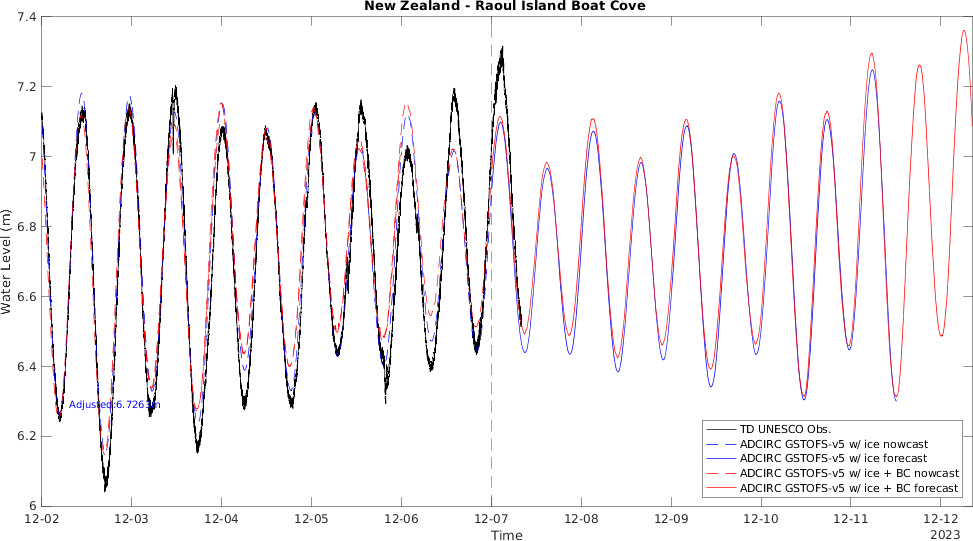 New Zealand - Raoul Island Boat Cove
7.4
7.2
7
6.8
6.6
6.4
6.2
6
Water Level (m)
Adjusted:6.7263m
TD UNESCO Obs.
ADCIRC GSTOFS-v5 w/ ice nowcast
ADCIRC GSTOFS-v5 w/ ice forecast
ADCIRC GSTOFS-v5 w/ ice + BC nowcast
ADCIRC GSTOFS-v5 w/ ice + BC forecast
12-02 12-03 12-04 12-05 12-06 12-07 12-08 12-09 12-10 12-11 12-12
Time
2023